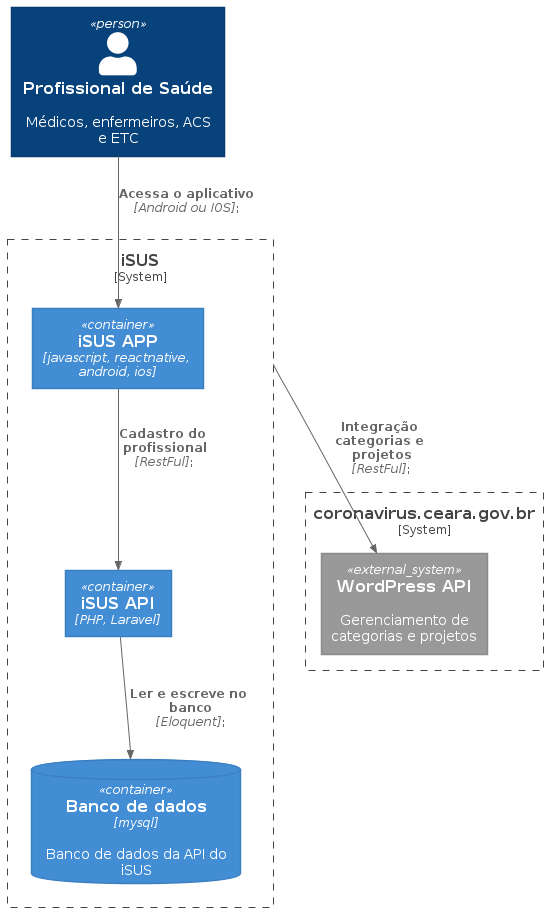 «person»
Profissional de Saúde
Médicos, enfermeiros, ACS
e ETC
Acessa o aplicativo
[Android ou I0S];
iSUS
[System]
«container»
iSUS APP
[javascript, reactnative,
android, ios]
Cadastro do
profissional
[RestFul];
Integração
categorias e
projetos
[RestFul];
coronavirus.ceara.gov.br
[System]
«external_system»
WordPress API
Gerenciamento de
categorias e projetos
«container»
iSUS API
[PHP, Laravel]
Ler e escreve no
banco
[Eloquent];
«container»
Banco de dados
[mysql]
Banco de dados da API do
iSUS